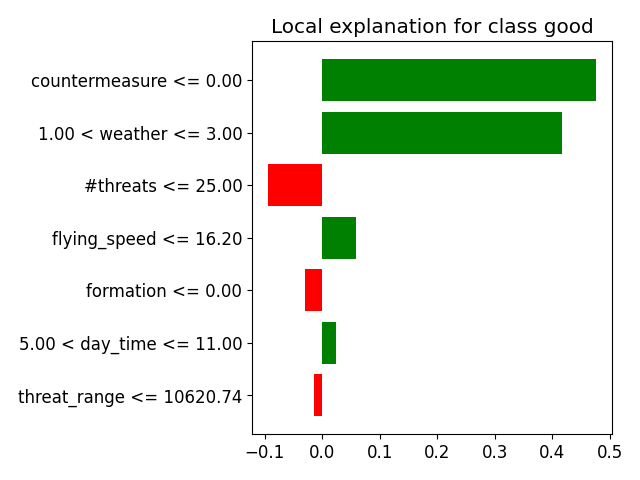 Local explanation for class good
countermeasure <= 0.00
1.00 < weather <= 3.00
#threats <= 25.00
flying_speed <= 16.20
formation <= 0.00
5.00 < day_time <= 11.00
threat_range <= 10620.74
−0.1 0.0 0.1 0.2 0.3 0.4 0.5